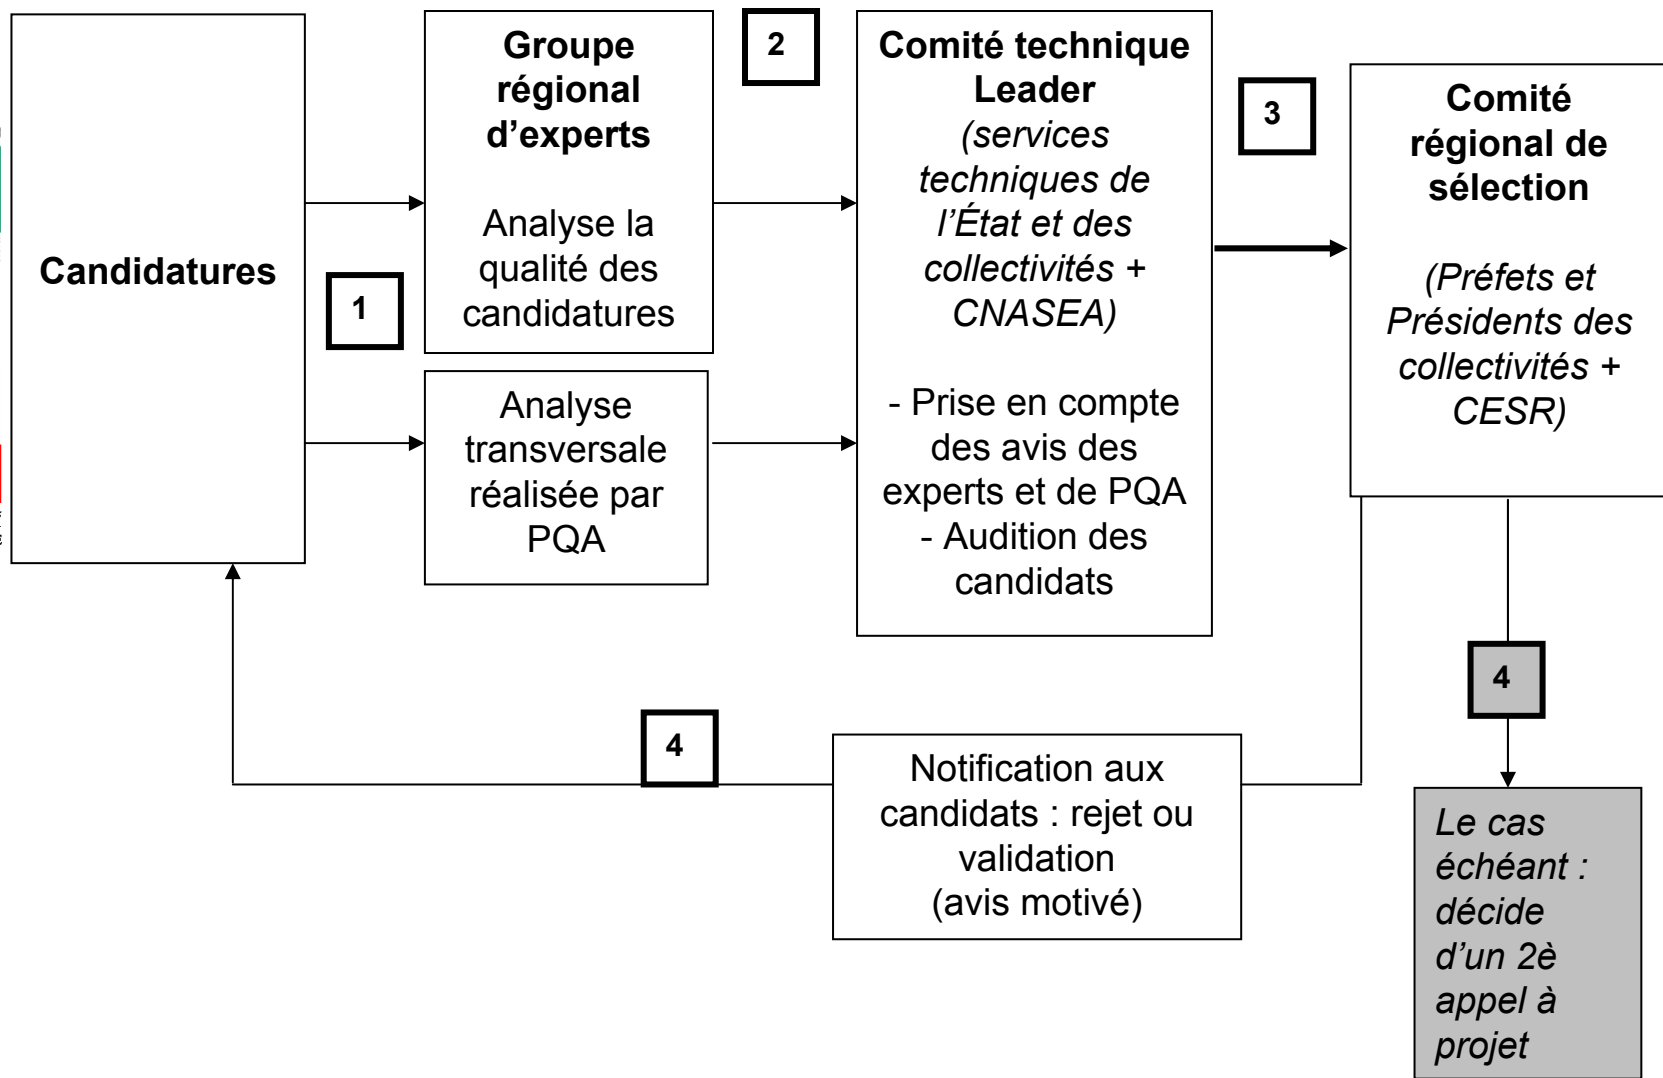 Candidatures
1
Groupe
régional
d'experts
Analyse la
qualité des
candidatures
Analyse
transversale
réalisée par
PQA
2
Comité technique
Leader
(services
techniques de
l'État et des
collectivités +
CNASEA)
- Prise en compte
des avis des
experts et de PQA
- Audition des
candidats
3
Comité
régional de
sélection
(Préfets et
Présidents des
collectivités +
CESR)
4
4
Notification aux
candidats : rejet ou
validation
(avis motivé)
Le cas
échéant :
décide
d'un 2è
appel à
projet